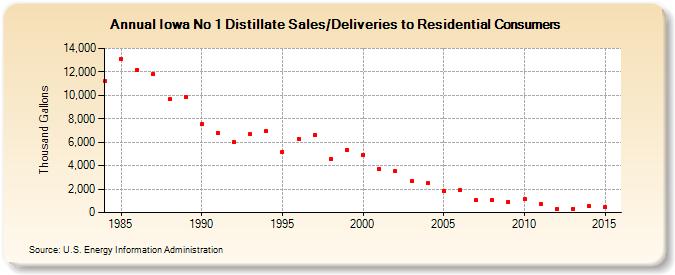 Annual Iowa No 1 Distillate Sales/Deliveries to Residential Consumers
Thousand Gallons
14,000
12,000
10,000
8,000
6,000
4,000
2,000
0
1985 1990 1995 2000 2005 2010 2015
Source: U.S. Energy Information Administration